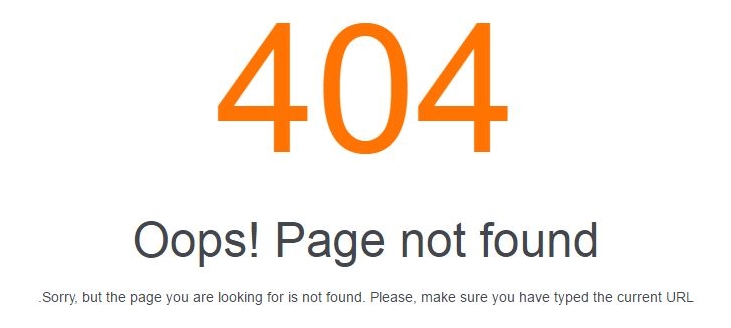 404
Oops! Page not found
.Sorry, but the page you are looking for is not found. Please, make sure you have typed the current URL